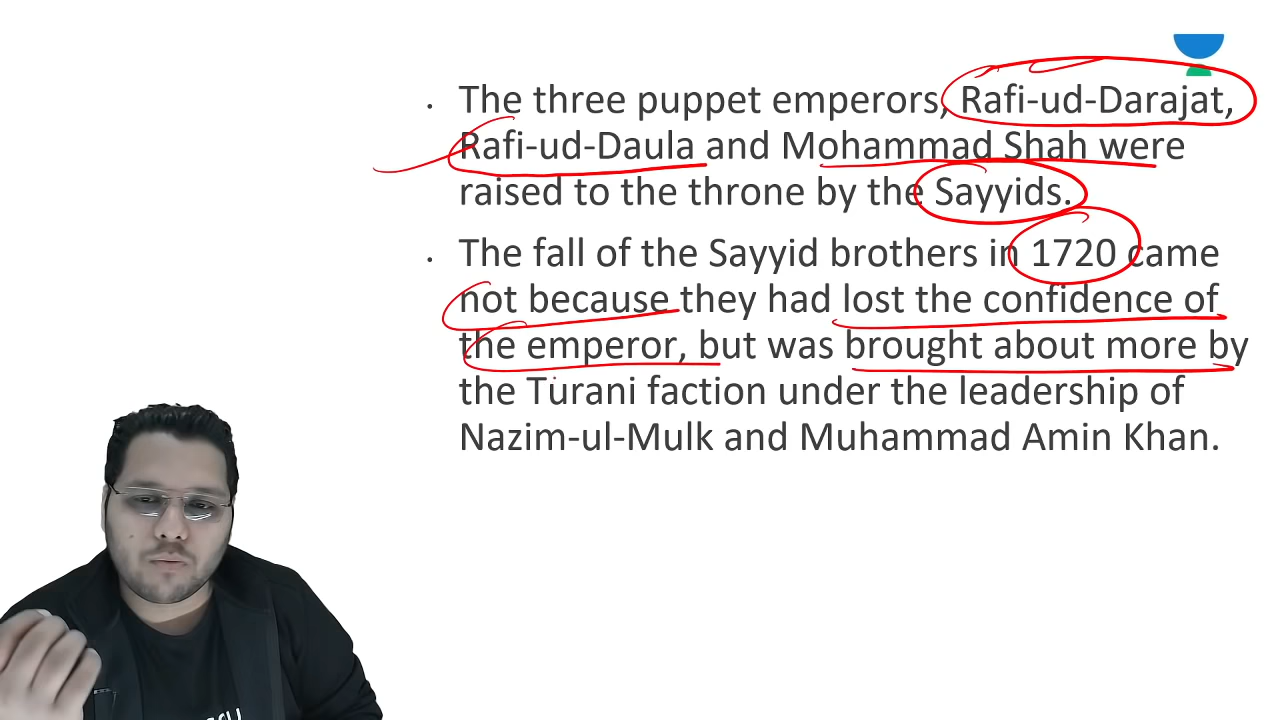 The three puppet emperors, Rafi-ud-Darajat,
Rafi-ud-Daula and Mohammad Shah were
raised to the throne by the Sayyids.
The fall of the Sayyid brothers in 1720 came
not because they had lost the confidence of
the emperor, but was brought about more by
the Turani faction under the leadership of
Nazim-ul-Mulk and Muhammad Amin Khan.